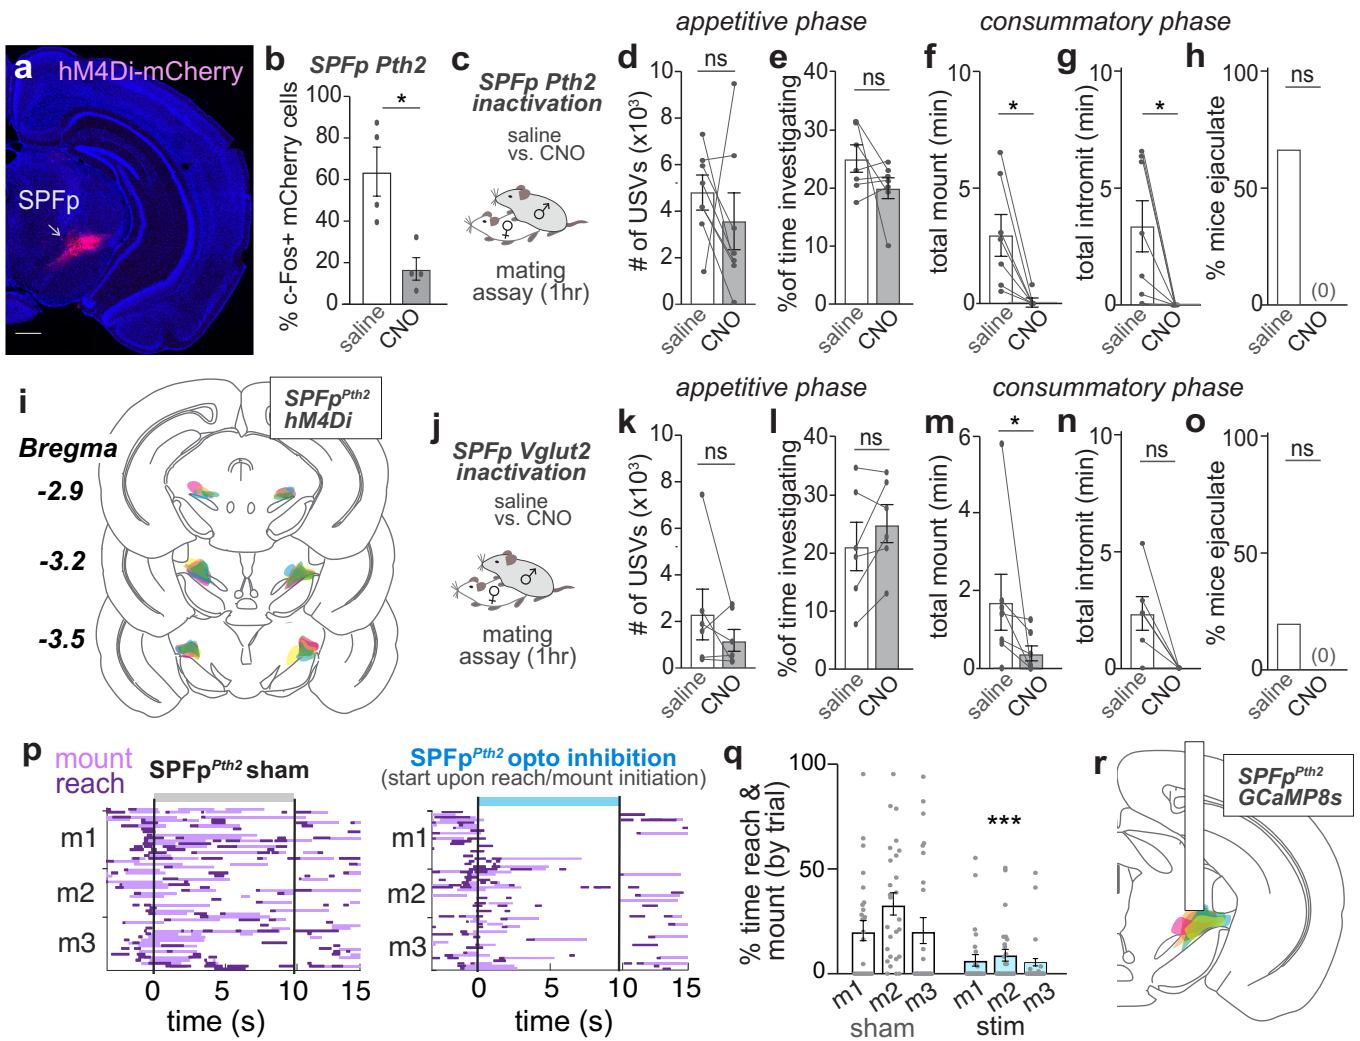 appetitive phase
consummatory phase
a
hM4Di-mCherry
SPFp
b
SPFp Pth2
% c-Fos+ mCherry cells
100
80
60
40
20
0
*
saline
CNO
c
SPFp Pth2
inactivation
saline
vs. CNO
♀
♂
mating
assay (1hr)
d
# of USVs (x10³)
10
8
6
4
2
0
ns
saline
CNO
e
%of time investigating
40
30
20
10
0
ns
saline
CNO
f
total mount (min)
10
5
0
*
saline
CNO
g
total intromit (min)
10
5
0
*
saline
CNO
h
% mice ejaculate
100
50
0
ns
(0)
saline
CNO
i
SPFpPth2
hM4Di
Bregma
-2.9
-3.2
-3.5
appetitive phase
consummatory phase
j
SPFp Vglut2
inactivation
saline
vs. CNO
♀
♂
mating
assay (1hr)
k
# of USVs (x10³)
10
8
6
4
2
0
ns
saline
CNO
l
%of time investigating
40
30
20
10
0
ns
saline
CNO
m
total mount (min)
6
4
2
0
*
saline
CNO
n
total intromit (min)
10
5
0
ns
saline
CNO
o
% mice ejaculate
100
50
0
ns
(0)
saline
CNO
p
mount
reach
SPFpPth2 sham
m1
m2
m3
0
5
10
15
time (s)
SPFpPth2 opto inhibition
(start upon reach/mount initiation)
m1
m2
m3
0
5
10
15
time (s)
q
% time reach &
mount (by trial)
100
50
0
***
m1
m2
m3
m1
m2
m3
sham
stim
r
SPFpPth2
GCaMP8s